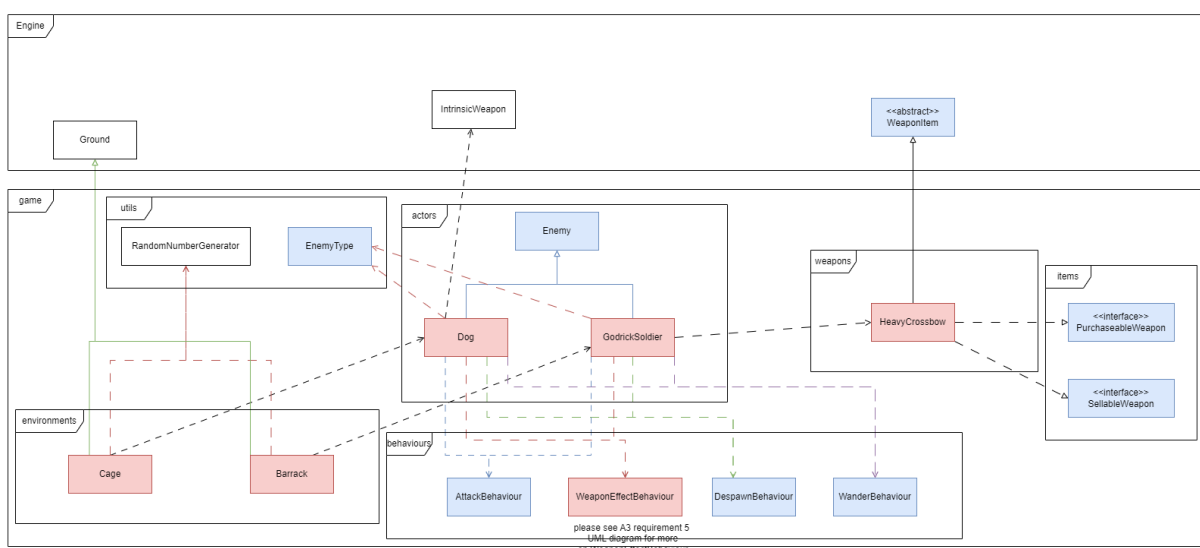 Engine
IntrinsicWeapon
<<abstract>>
WeaponItem
Ground
game
utils
actors
RandomNumberGenerator
EnemyType
Enemy
weapons
items
<<interface>>
PurchaseableWeapon
HeavyCrossbow
Dog
GodrickSoldier
<<interface>>
SellableWeapon
environments
behaviours
Cage
Barrack
AttackBehaviour
WeaponEffectBehaviour
DespawnBehaviour
WanderBehaviour
please see A3 requirement 5
UML diagram for more